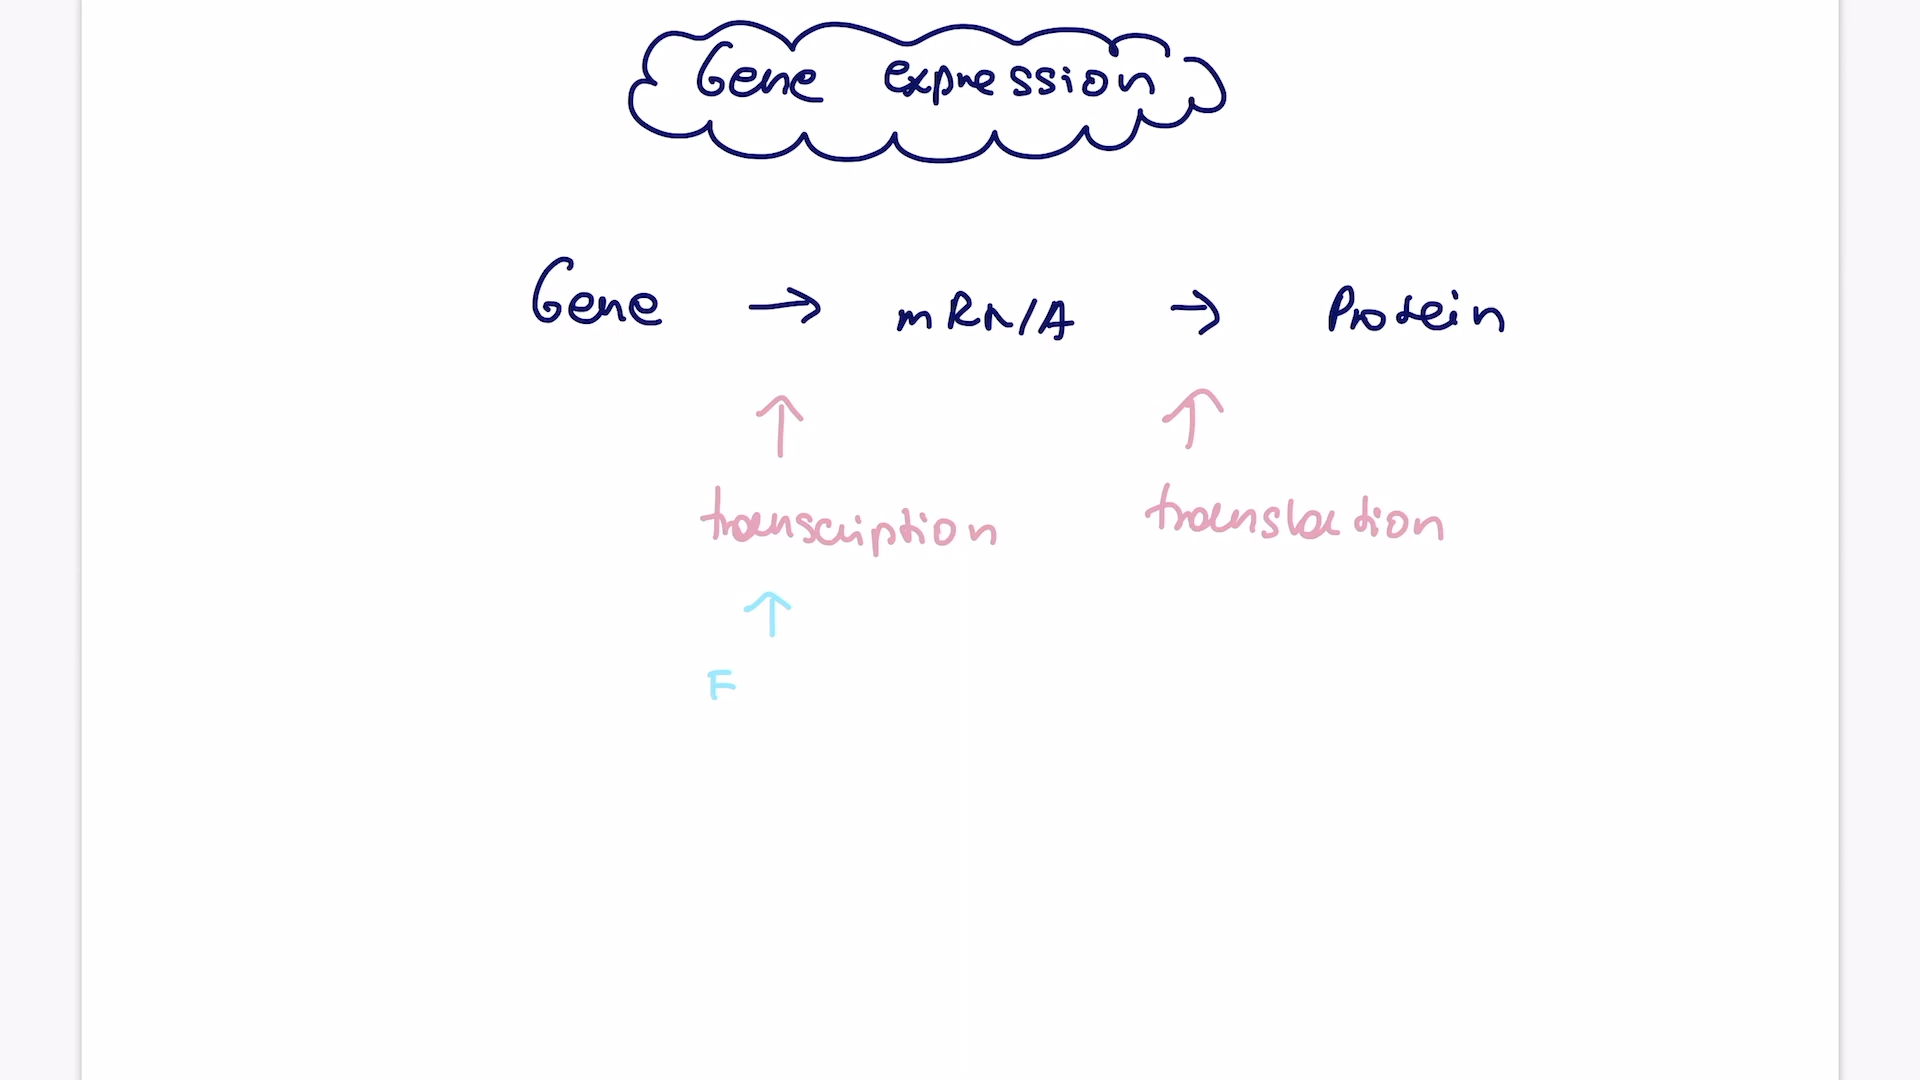 Gene expression
Gene → mRNA → Protein
↑ ↑
transcription translation
↑
F